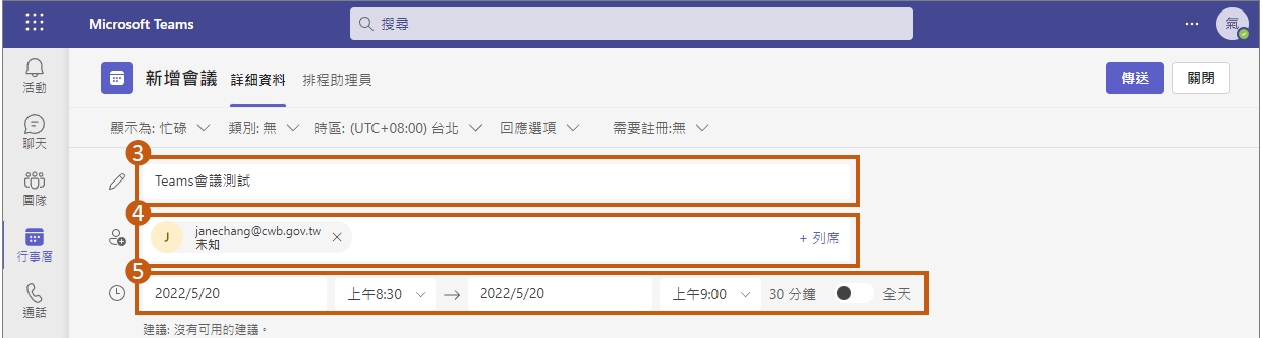 Microsoft Teams
搜尋
氣
新增會議 詳細資料 排程助理員
傳送 關閉
活動
顯示為: 忙碌 類別: 無 時區: (UTC+08:00) 台北 回應選項 需要註冊:無
聊天
3
Teams會議測試
團隊
4
J janechang@cwb.gov.tw
未知
+ 列席
行事曆
5
2022/5/20 上午8:30 → 2022/5/20 上午9:00 30 分鐘 全天
通話
建議: 沒有可用的建議。